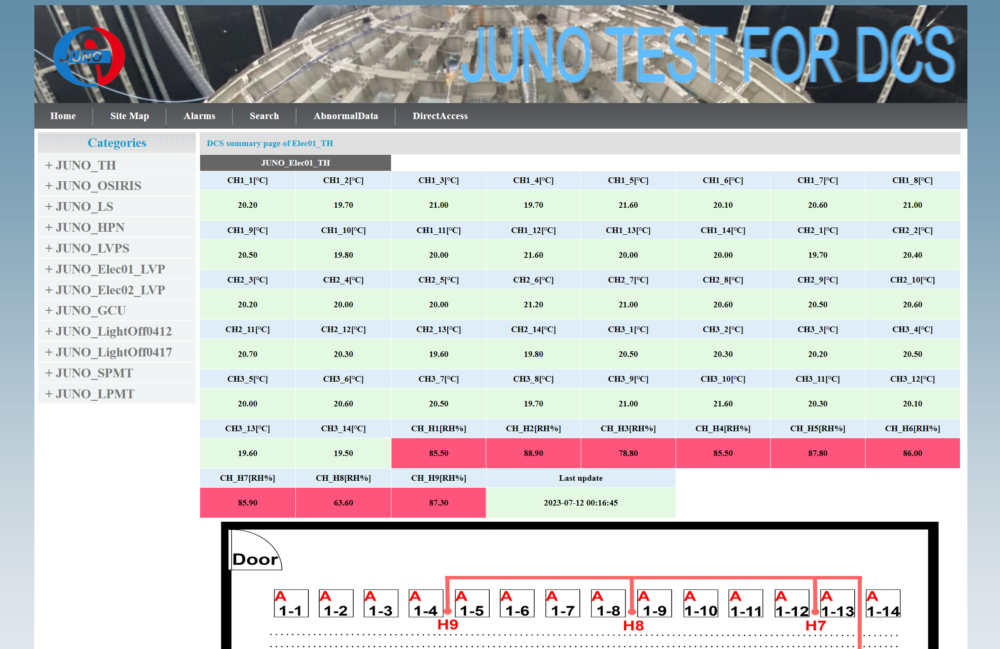 JUNO
JUNO TEST FOR DCS
Home Site Map Alarms Search AbnormalData DirectAccess
Categories
+ JUNO_TH
+ JUNO_OSIRIS
+ JUNO_LS
+ JUNO_HPN
+ JUNO_LVPS
+ JUNO_Elec01_LVP
+ JUNO_Elec02_LVP
+ JUNO_GCU
+ JUNO_LightOff0412
+ JUNO_LightOff0417
+ JUNO_SPMT
+ JUNO_LPMT
DCS summary page of Elec01_TH
JUNO_Elec01_TH
CH1_1[°C] CH1_2[°C] CH1_3[°C] CH1_4[°C] CH1_5[°C] CH1_6[°C] CH1_7[°C] CH1_8[°C]
20.20 19.70 21.00 19.70 21.60 20.10 20.60 21.00
CH1_9[°C] CH1_10[°C] CH1_11[°C] CH1_12[°C] CH1_13[°C] CH1_14[°C] CH2_1[°C] CH2_2[°C]
20.50 19.80 20.00 21.60 20.00 20.00 19.70 20.40
CH2_3[°C] CH2_4[°C] CH2_5[°C] CH2_6[°C] CH2_7[°C] CH2_8[°C] CH2_9[°C] CH2_10[°C]
20.20 20.00 20.00 21.20 21.00 20.60 20.50 20.60
CH2_11[°C] CH2_12[°C] CH2_13[°C] CH2_14[°C] CH3_1[°C] CH3_2[°C] CH3_3[°C] CH3_4[°C]
20.70 20.30 19.60 19.80 20.50 20.30 20.20 20.50
CH3_5[°C] CH3_6[°C] CH3_7[°C] CH3_8[°C] CH3_9[°C] CH3_10[°C] CH3_11[°C] CH3_12[°C]
20.00 20.60 20.50 19.70 21.00 21.60 20.30 20.10
CH3_13[°C] CH3_14[°C] CH_H1[RH%] CH_H2[RH%] CH_H3[RH%] CH_H4[RH%] CH_H5[RH%] CH_H6[RH%]
19.60 19.50 85.50 88.90 78.80 85.50 87.80 86.00
CH_H7[RH%] CH_H8[RH%] CH_H9[RH%] Last update
85.90 63.60 87.30 2023-07-12 00:16:45
Door
A A A A A A A A A A A A A A
1-1 1-2 1-3 1-4 1-5 1-6 1-7 1-8 1-9 1-10 1-11 1-12 1-13 1-14
H9 H8 H7